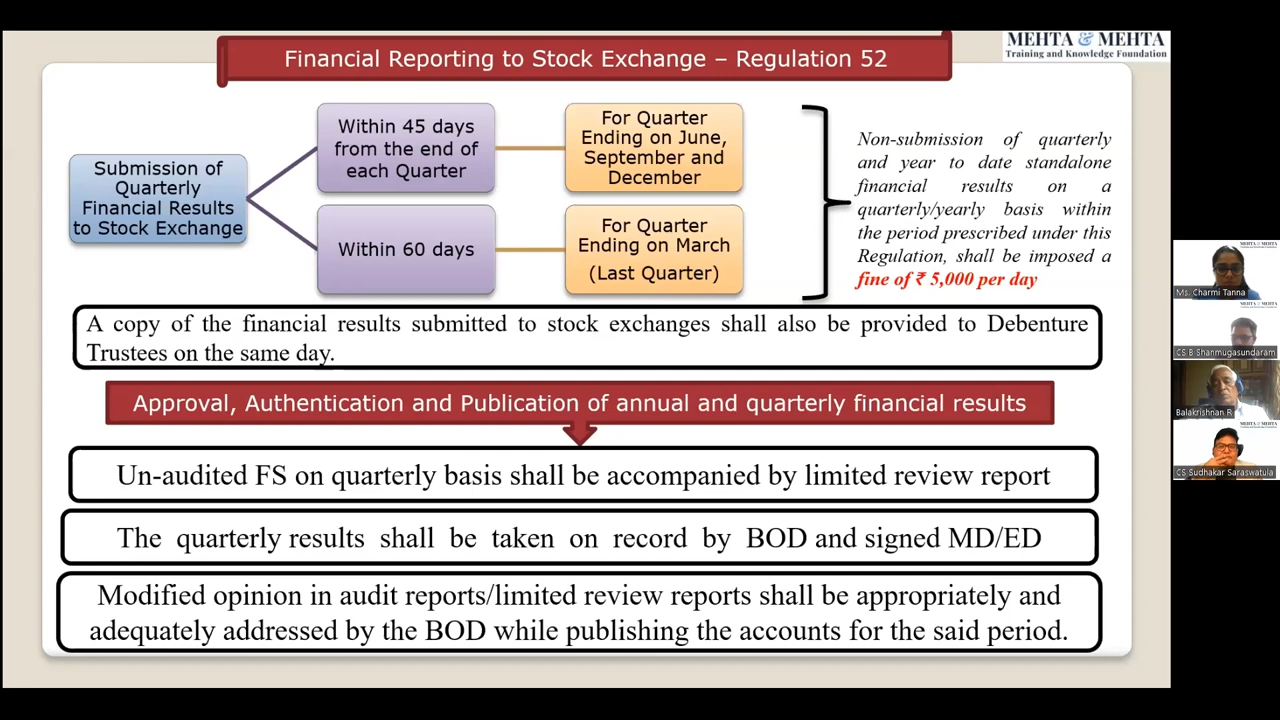 Financial Reporting to Stock Exchange – Regulation 52
MEHTA & MEHTA
Training and Knowledge Foundation
Submission of
Quarterly
Financial Results
to Stock Exchange
Within 45 days
from the end of
each Quarter
For Quarter
Ending on June,
September and
December
Within 60 days
For Quarter
Ending on March
(Last Quarter)
Non-submission of quarterly
and year to date standalone
financial results on a
quarterly/yearly basis within
the period prescribed under this
Regulation, shall be imposed a
fine of ₹ 5,000 per day
A copy of the financial results submitted to stock exchanges shall also be provided to Debenture
Trustees on the same day.
Approval, Authentication and Publication of annual and quarterly financial results
Un-audited FS on quarterly basis shall be accompanied by limited review report
The quarterly results shall be taken on record by BOD and signed MD/ED
Modified opinion in audit reports/limited review reports shall be appropriately and
adequately addressed by the BOD while publishing the accounts for the said period.
MEHTA & MEHTA
Ms. Charmi Tanna
MEHTA & MEHTA
CS B Shanmugasundaram
Balakrishnan R
MEHTA & MEHTA
CS Sudhakar Saraswatula